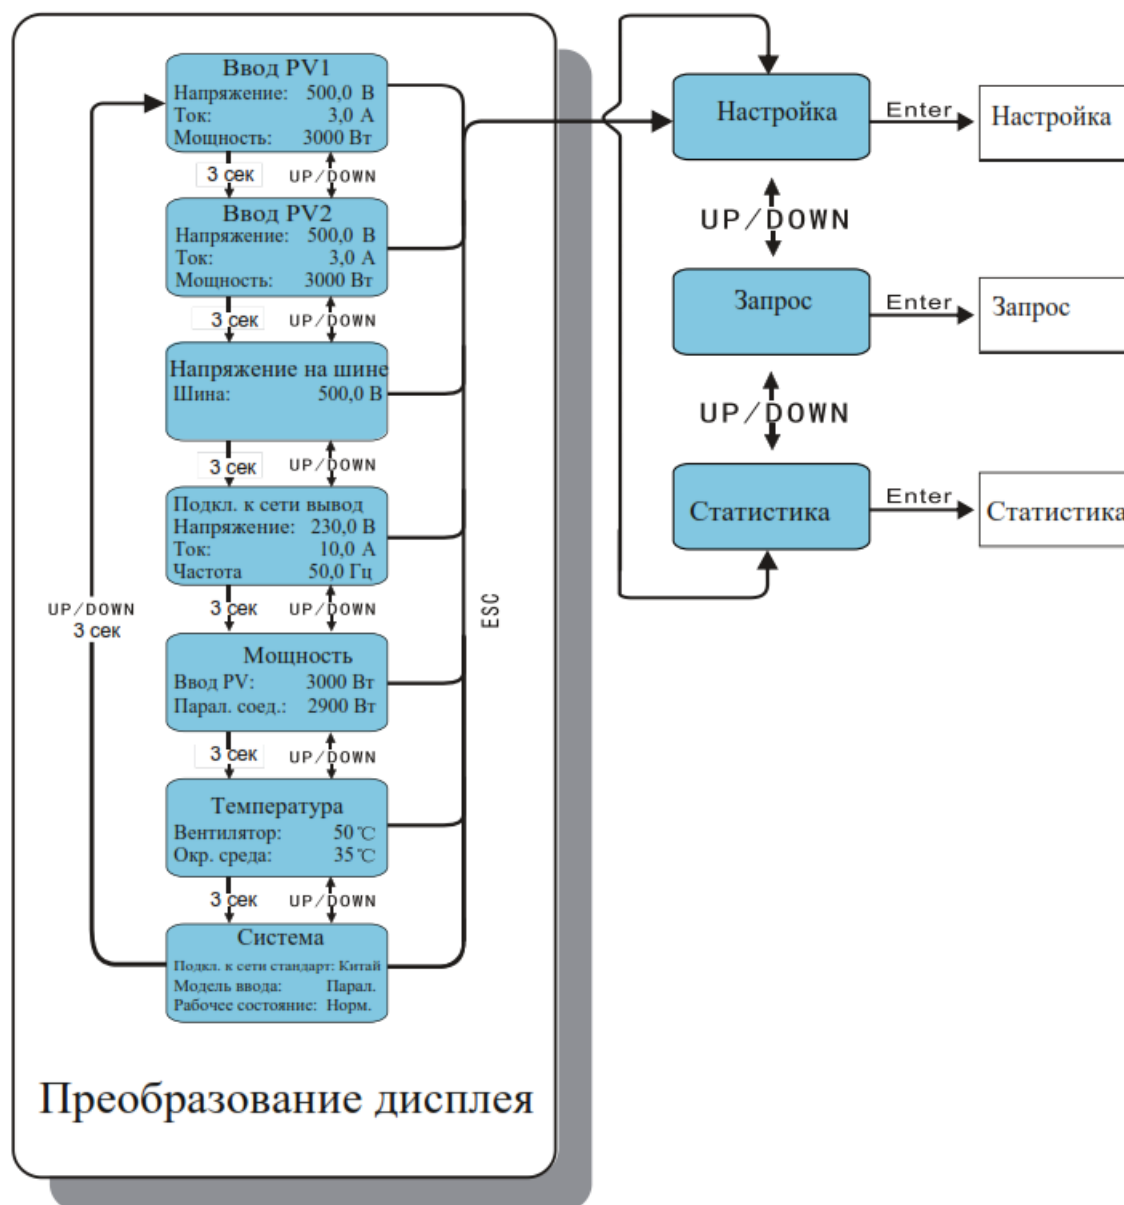 Ввод PV1
Напряжение: 500,0 В
Ток: 3,0 А
Мощность: 3000 Вт
3 сек UP/DOWN
Ввод PV2
Напряжение: 500,0 В
Ток: 3,0 А
Мощность: 3000 Вт
3 сек UP/DOWN
Напряжение на шине
Шина: 500,0 В
3 сек UP/DOWN
Подкл. к сети вывод
Напряжение: 230,0 В
Ток: 10,0 А
Частота 50,0 Гц
3 сек UP/DOWN
Мощность
Ввод PV: 3000 Вт
Парал. соед.: 2900 Вт
3 сек UP/DOWN
Температура
Вентилятор: 50 ℃
Окр. среда: 35 ℃
3 сек UP/DOWN
Система
Подкл. к сети стандарт: Китай
Модель ввода: Парал.
Рабочее состояние: Норм.
UP/DOWN
3 сек
ESC
Преобразование дисплея
Настройка Enter Настройка
UP/DOWN
Запрос Enter Запрос
UP/DOWN
Статистика Enter Статистика